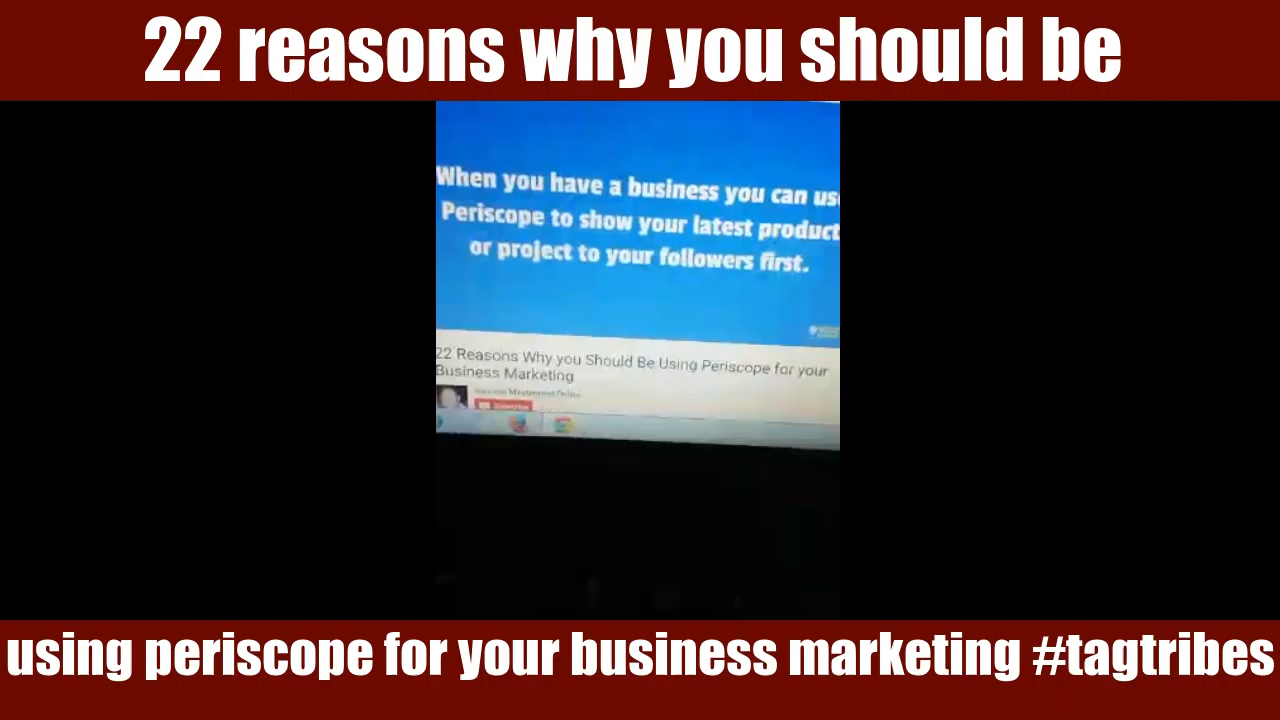 22 reasons why you should be
When you have a business you can us
Periscope to show your latest product
or project to your followers first.
22 Reasons Why you Should Be Using Periscope for your
Business Marketing
Subscribe
using periscope for your business marketing #tagtribes